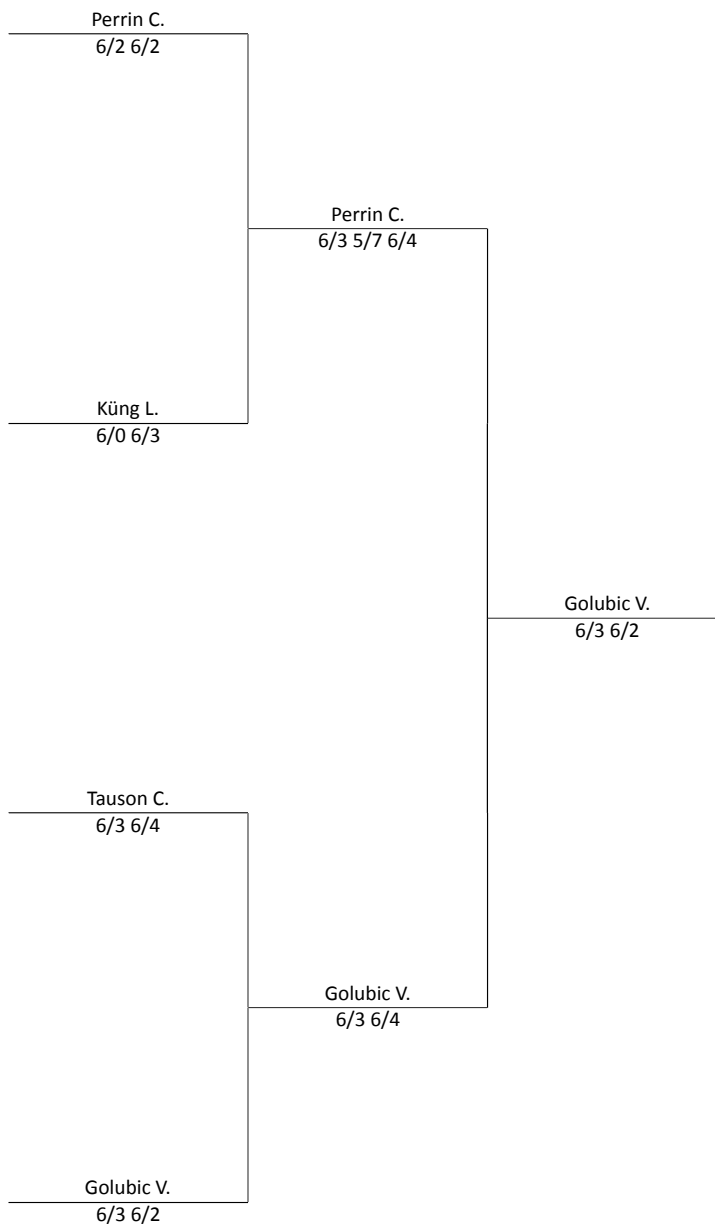 Perrin C.
6/2 6/2
Perrin C.
6/3 5/7 6/4
Küng L.
6/0 6/3
Golubic V.
6/3 6/2
Tauson C.
6/3 6/4
Golubic V.
6/3 6/4
Golubic V.
6/3 6/2